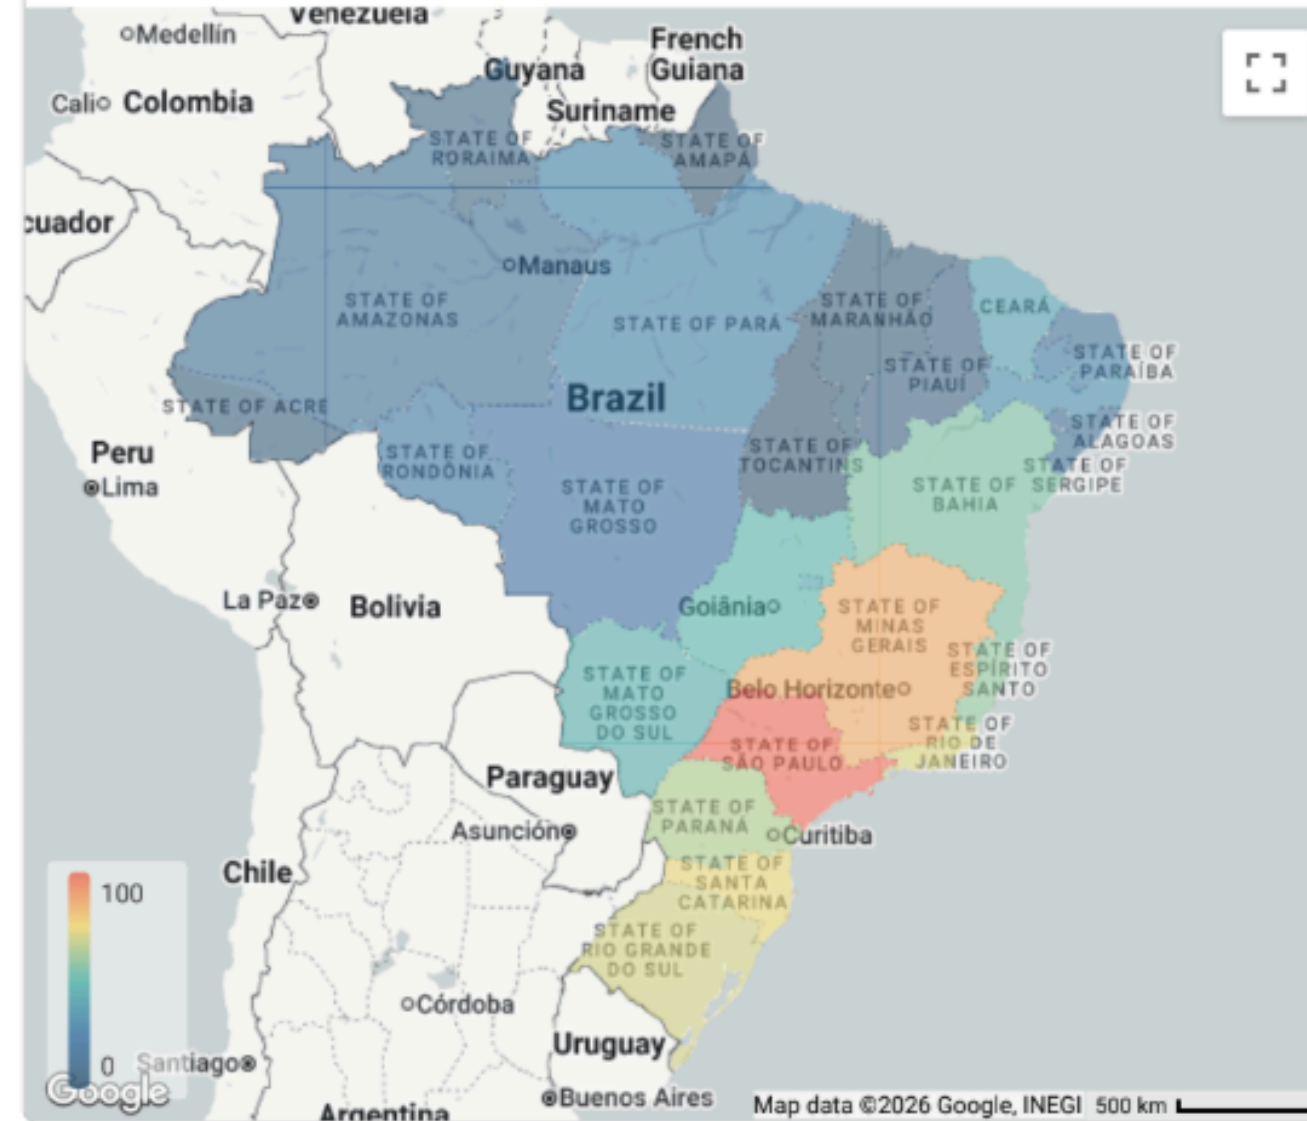 Venezuela
Medellín
French
Guiana
Guyana
Cali
Colombia
Suriname
STATE OF
RORAIMA
STATE OF
AMAPÁ
cuador
Manaus
STATE OF
AMAZONAS
STATE OF PARÁ
STATE OF
MARANHÃO
CEARÁ
STATE OF
PARAÍBA
STATE OF
PIAUÍ
Brazil
STATE OF ACRE
STATE OF
ALAGOAS
Peru
Lima
STATE OF
RONDÔNIA
STATE OF
TOCANTINS
STATE OF
SERGIPE
STATE OF
MATO
GROSSO
STATE OF
BAHIA
La Paz
Bolivia
Goiânia
STATE OF
MINAS
GERAIS
STATE OF
ESPÍRITO
SANTO
STATE OF
MATO
GROSSO
DO SUL
Belo Horizonte
STATE OF
RIO DE
JANEIRO
STATE OF
SÃO PAULO
Paraguay
STATE OF
PARANÁ
Asunción
Curitiba
Chile
STATE OF
SANTA
CATARINA
100
STATE OF
RIO GRANDE
DO SUL
Córdoba
Uruguay
0
Santiago
Google
Buenos Aires
Argentina
Map data ©2026 Google, INEGI
500 km